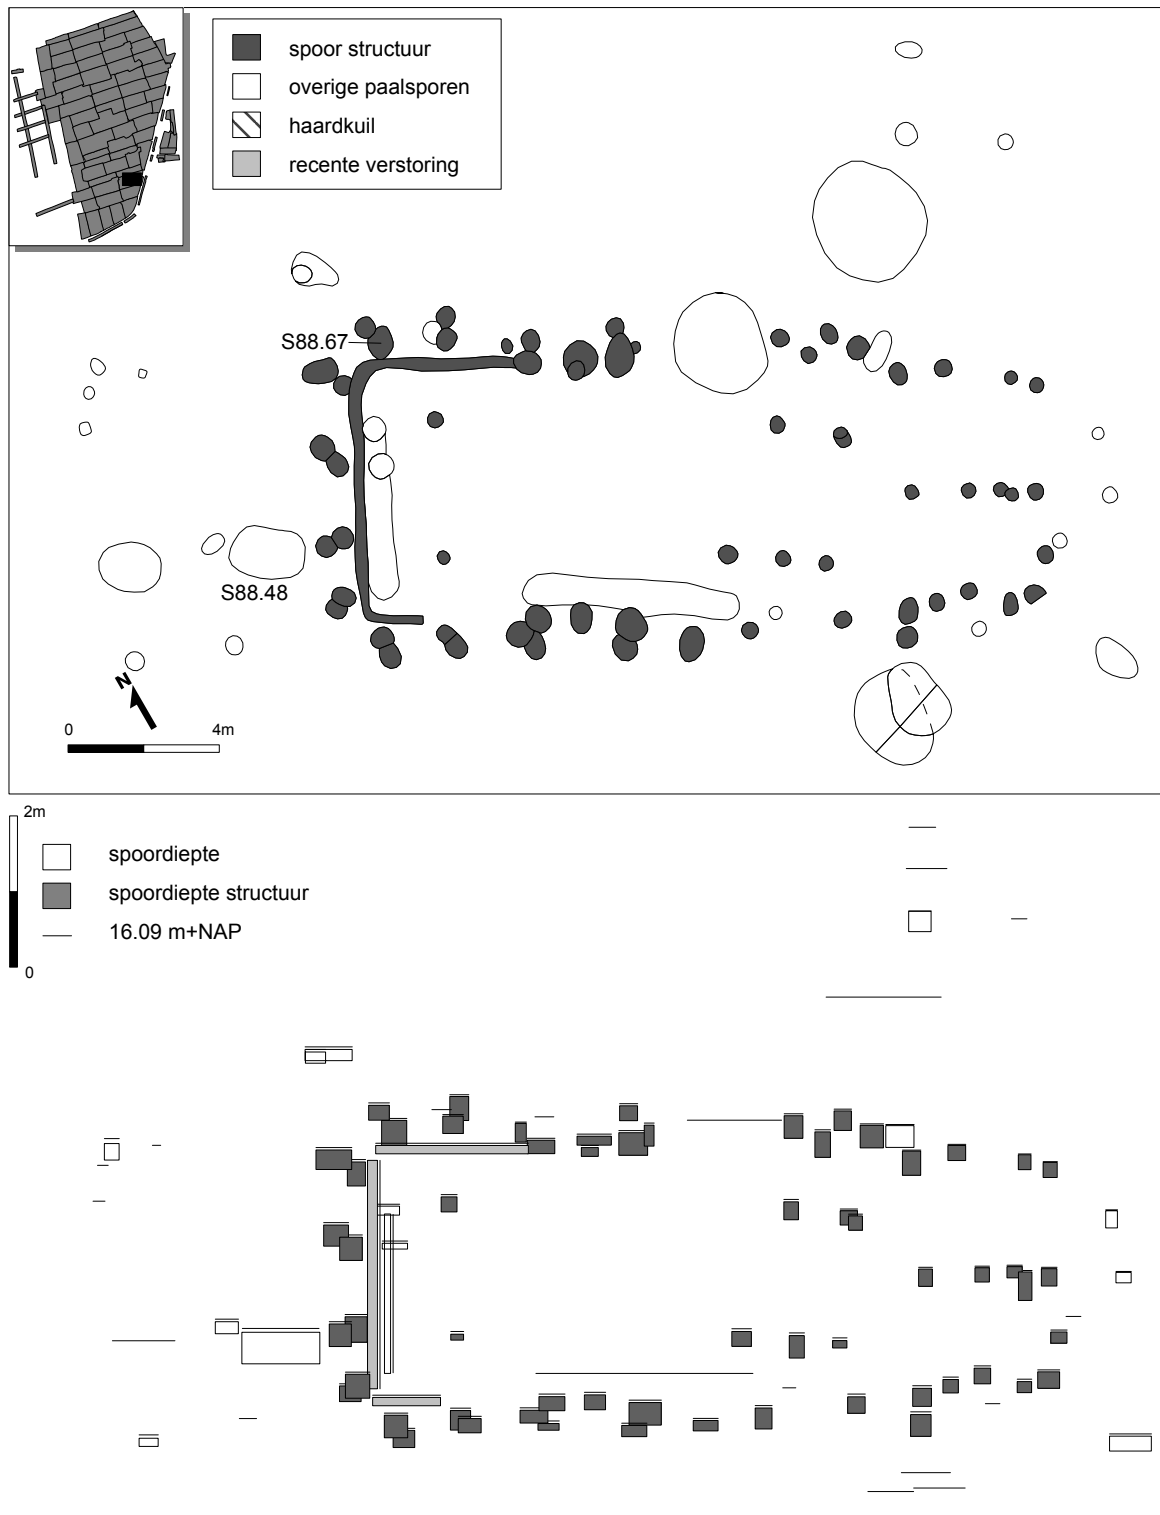 spoor structuur
overige paalsporen
haardkuil
recente verstoring
S88.67
S88.48
N
0 4m
2m
spoordiepte
spoordiepte structuur
16.09 m+NAP
0